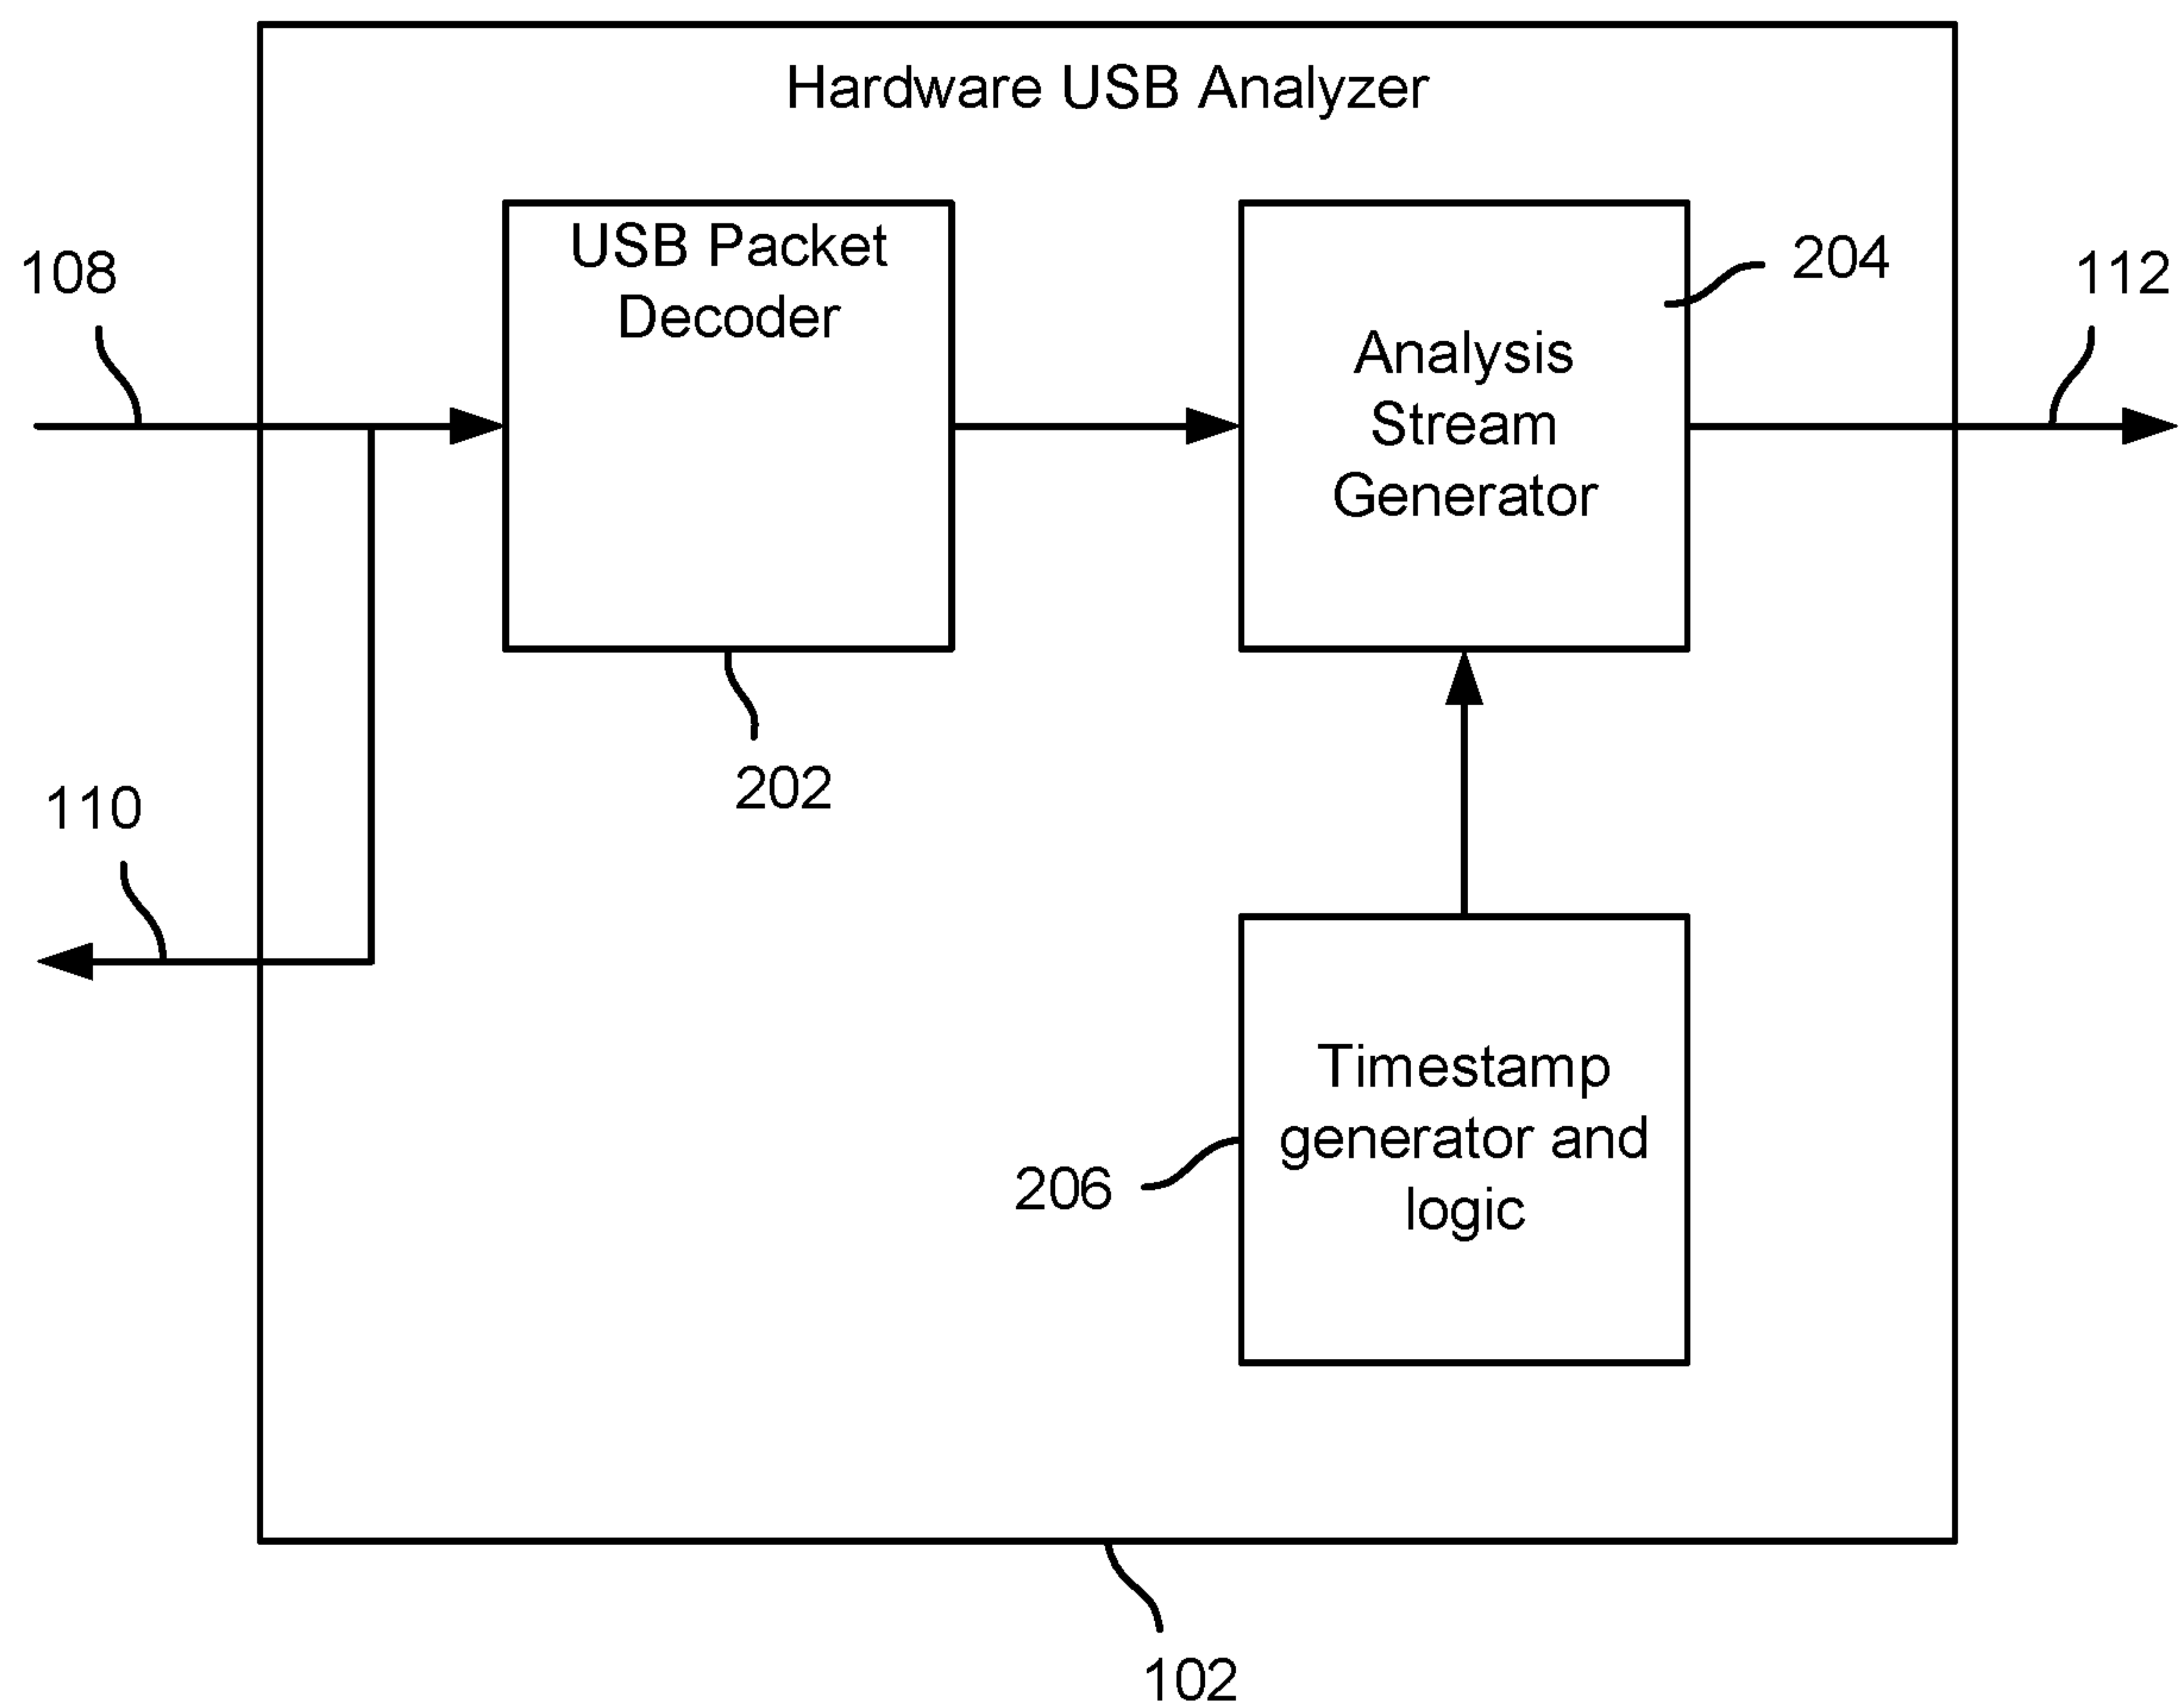 Hardware USB Analyzer
USB Packet
Decoder
108
204
112
Analysis
Stream
Generator
202
110
Timestamp
generator and
logic
206
102